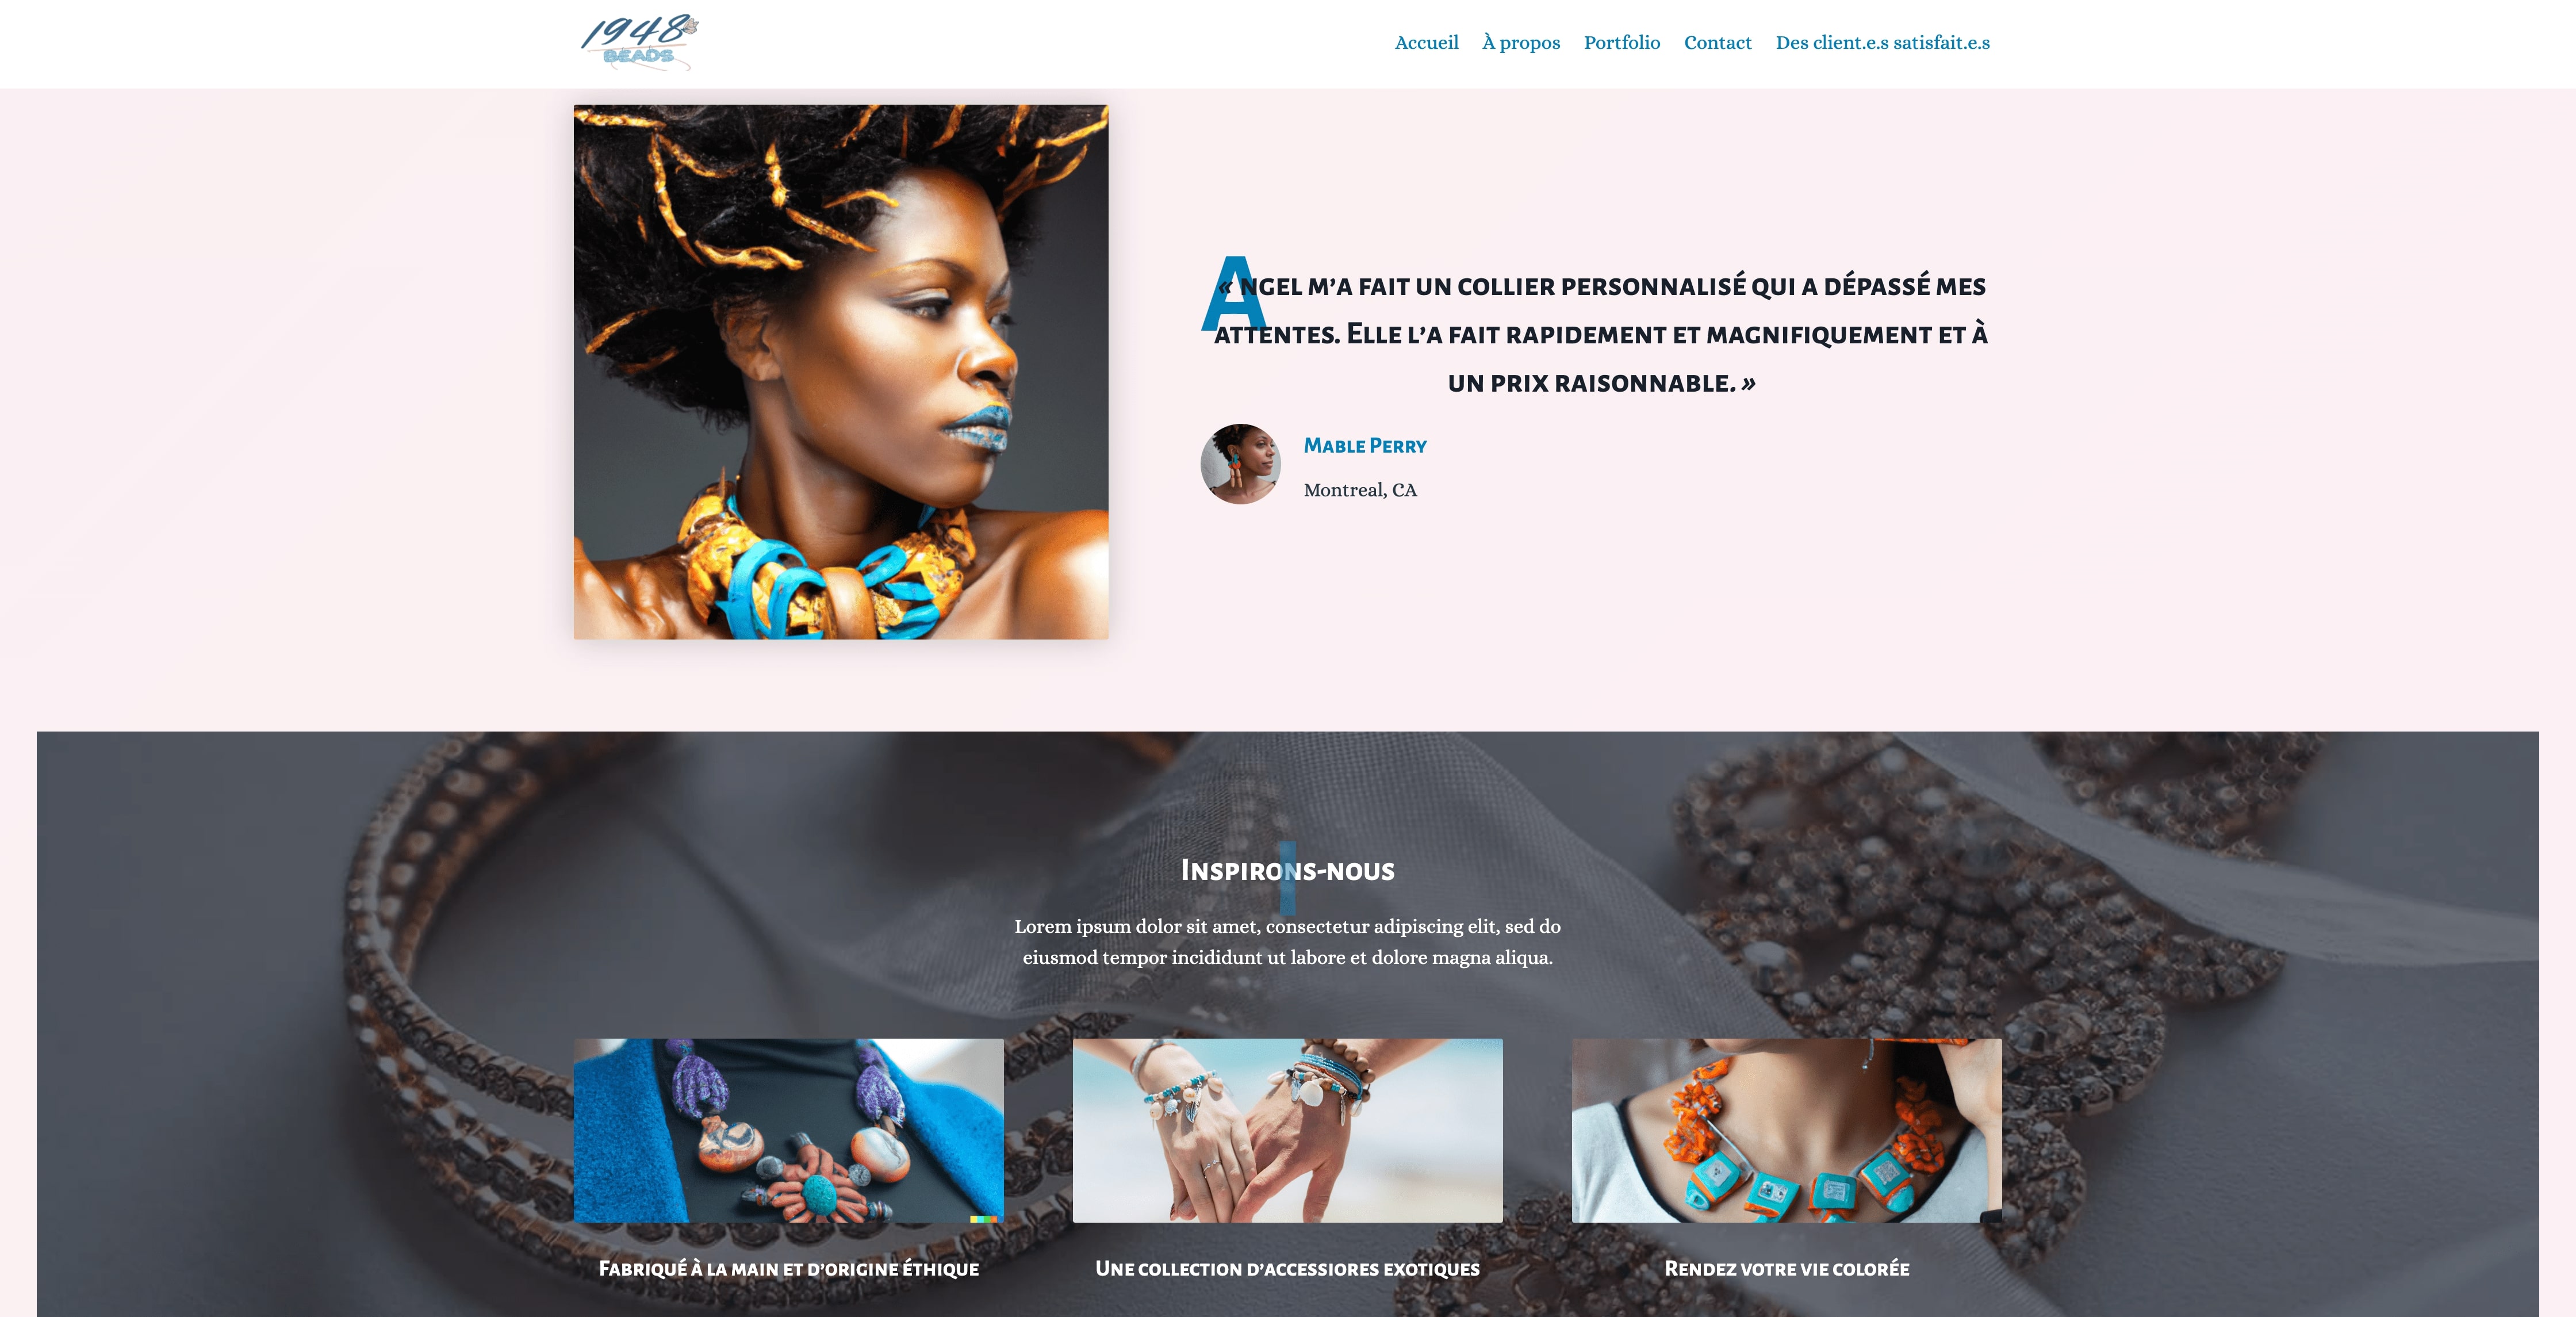 1948
BEADS
Accueil À propos Portfolio Contact Des client.e.s satisfait.e.s
« Angel m’a fait un collier personnalisé qui a dépassé mes
attentes. Elle l’a fait rapidement et magnifiquement et à
un prix raisonnable. »
Mable Perry
Montreal, CA
Inspirons-nous
Lorem ipsum dolor sit amet, consectetur adipiscing elit, sed do
eiusmod tempor incididunt ut labore et dolore magna aliqua.
Fabriqué à la main et d’origine éthique
Une collection d’accessiores exotiques
Rendez votre vie colorée